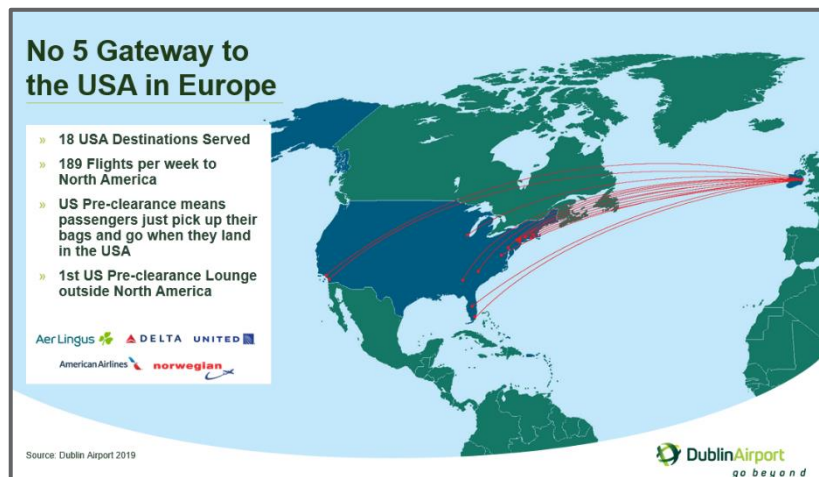 No 5 Gateway to
the USA in Europe
» 18 USA Destinations Served
» 189 Flights per week to
North America
» US Pre-clearance means
passengers just pick up their
bags and go when they land
in the USA
» 1st US Pre-clearance Lounge
outside North America
Aer Lingus DELTA UNITED
American Airlines norwegian
Source: Dublin Airport 2019
DublinAirport
go beyond